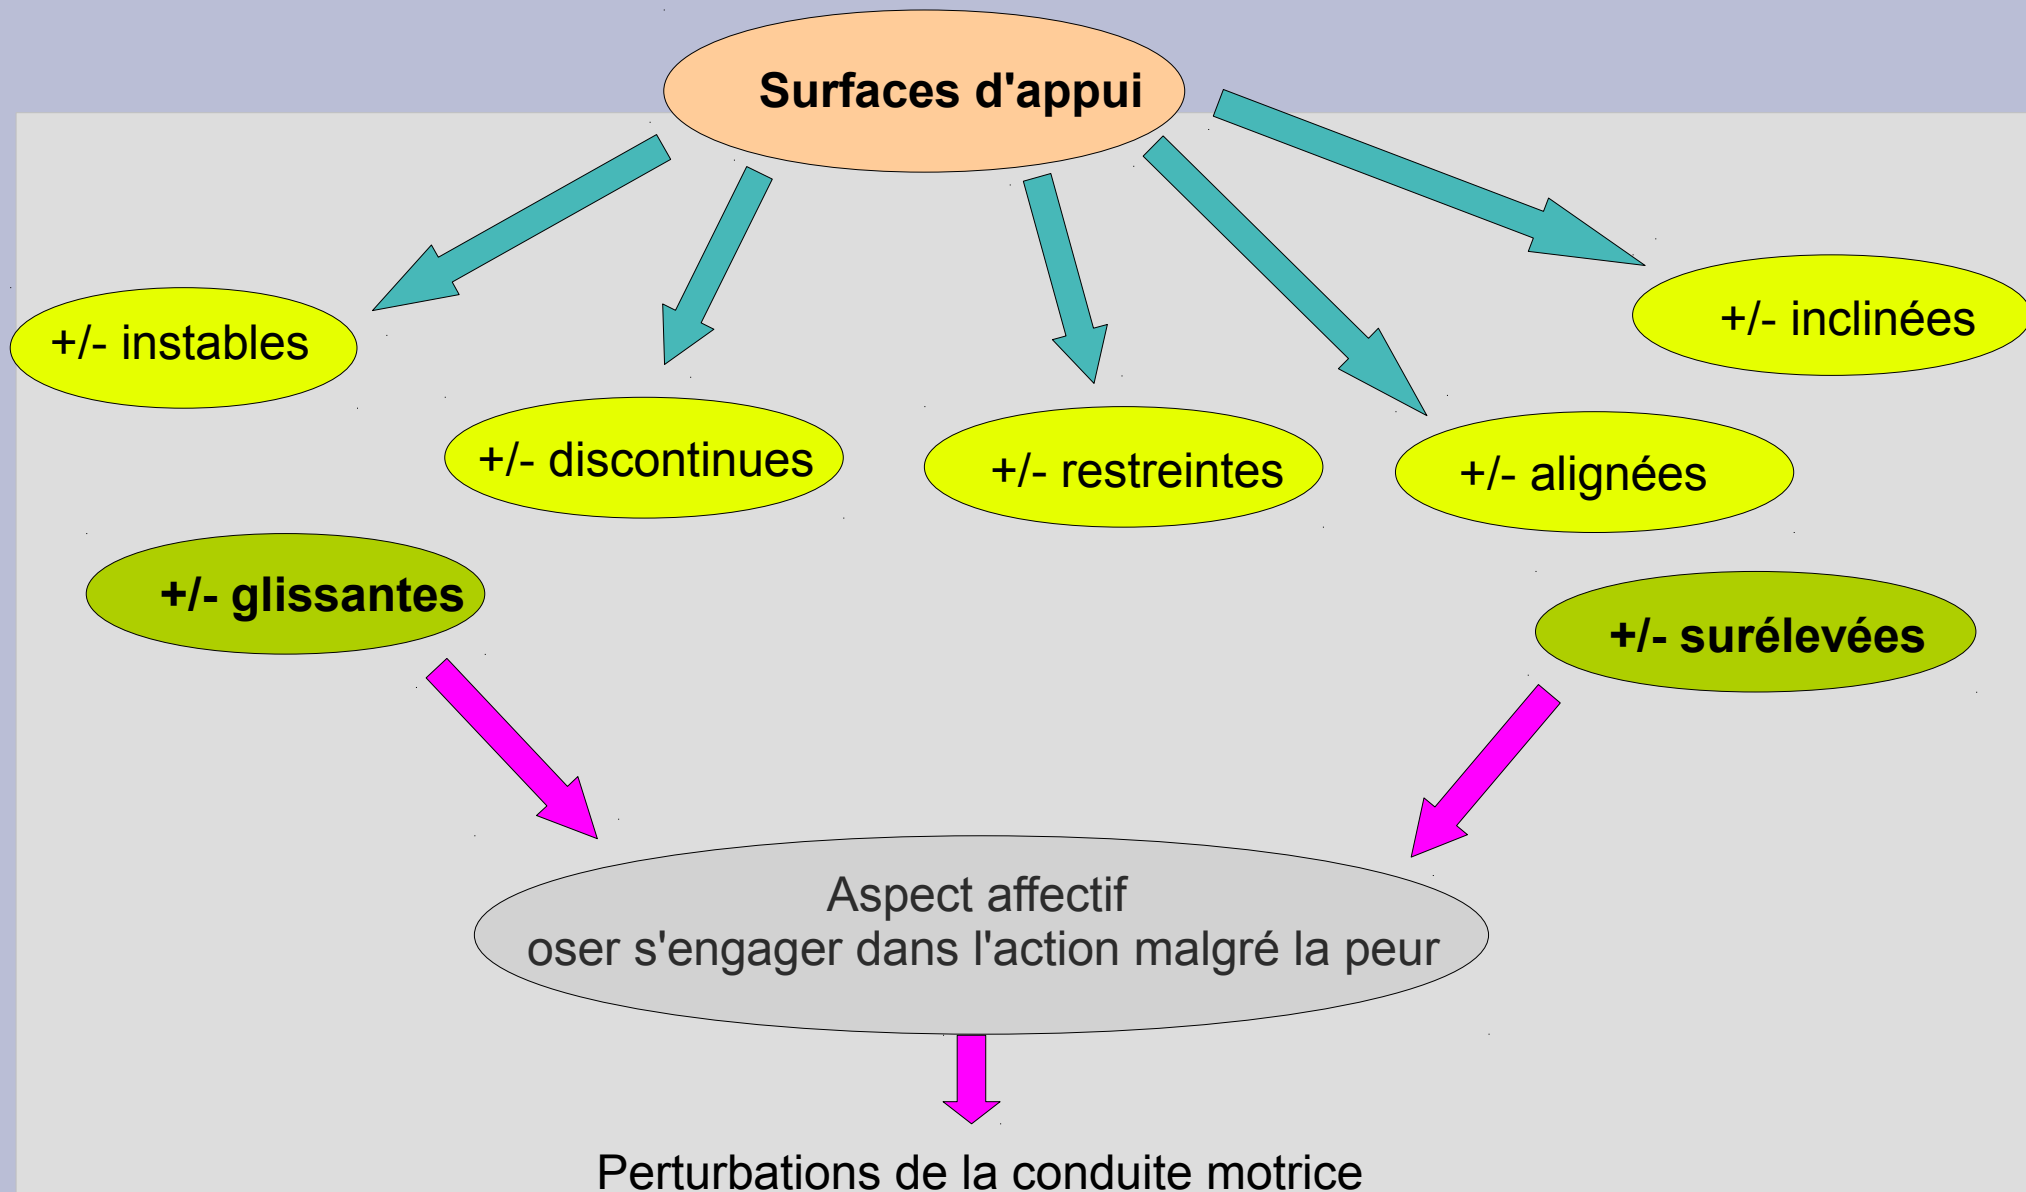 Surfaces d'appui
+/- instables
+/- inclinées
+/- discontinues
+/- restreintes
+/- alignées
+/- glissantes
+/- surélevées
Aspect affectif
oser s'engager dans l'action malgré la peur
Perturbations de la conduite motrice